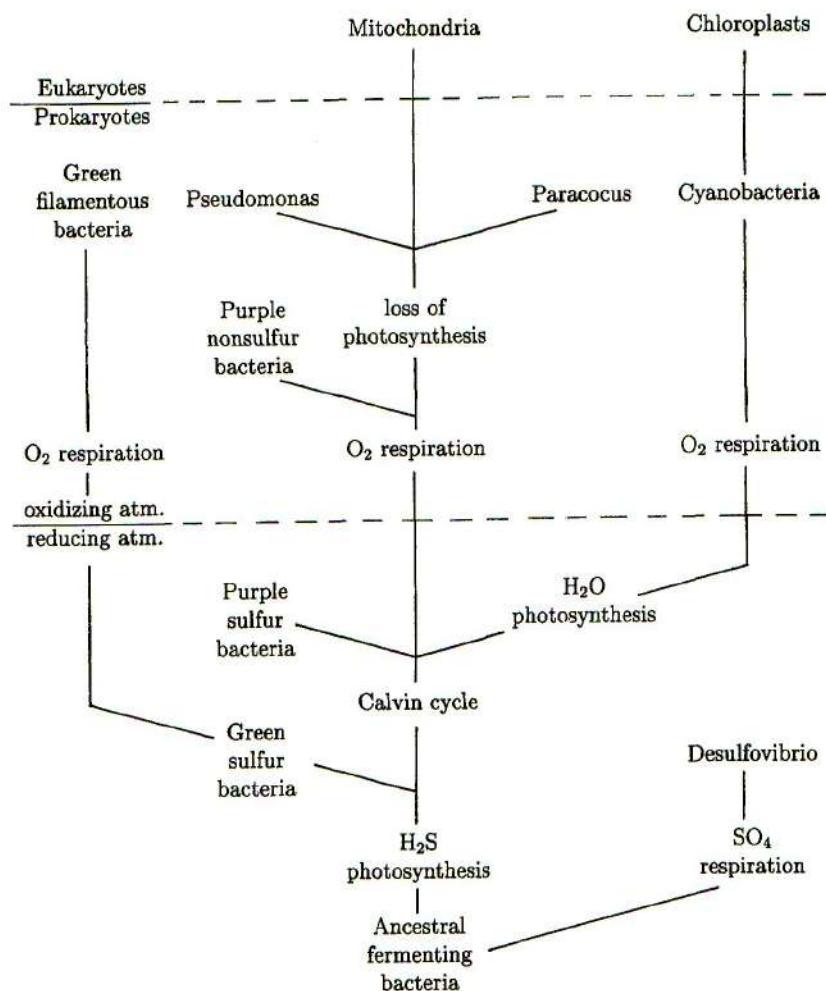 Mitochondria
Chloroplasts
Eukaryotes
Prokaryotes
Green
filamentous
bacteria
Pseudomonas
Paracocus
Cyanobacteria
Purple
nonsulfur
bacteria
loss of
photosynthesis
O₂ respiration
O₂ respiration
O₂ respiration
oxidizing atm.
reducing atm.
Purple
sulfur
bacteria
H₂O
photosynthesis
Calvin cycle
Green
sulfur
bacteria
Desulfovibrio
H₂S
photosynthesis
SO₄
respiration
Ancestral
fermenting
bacteria